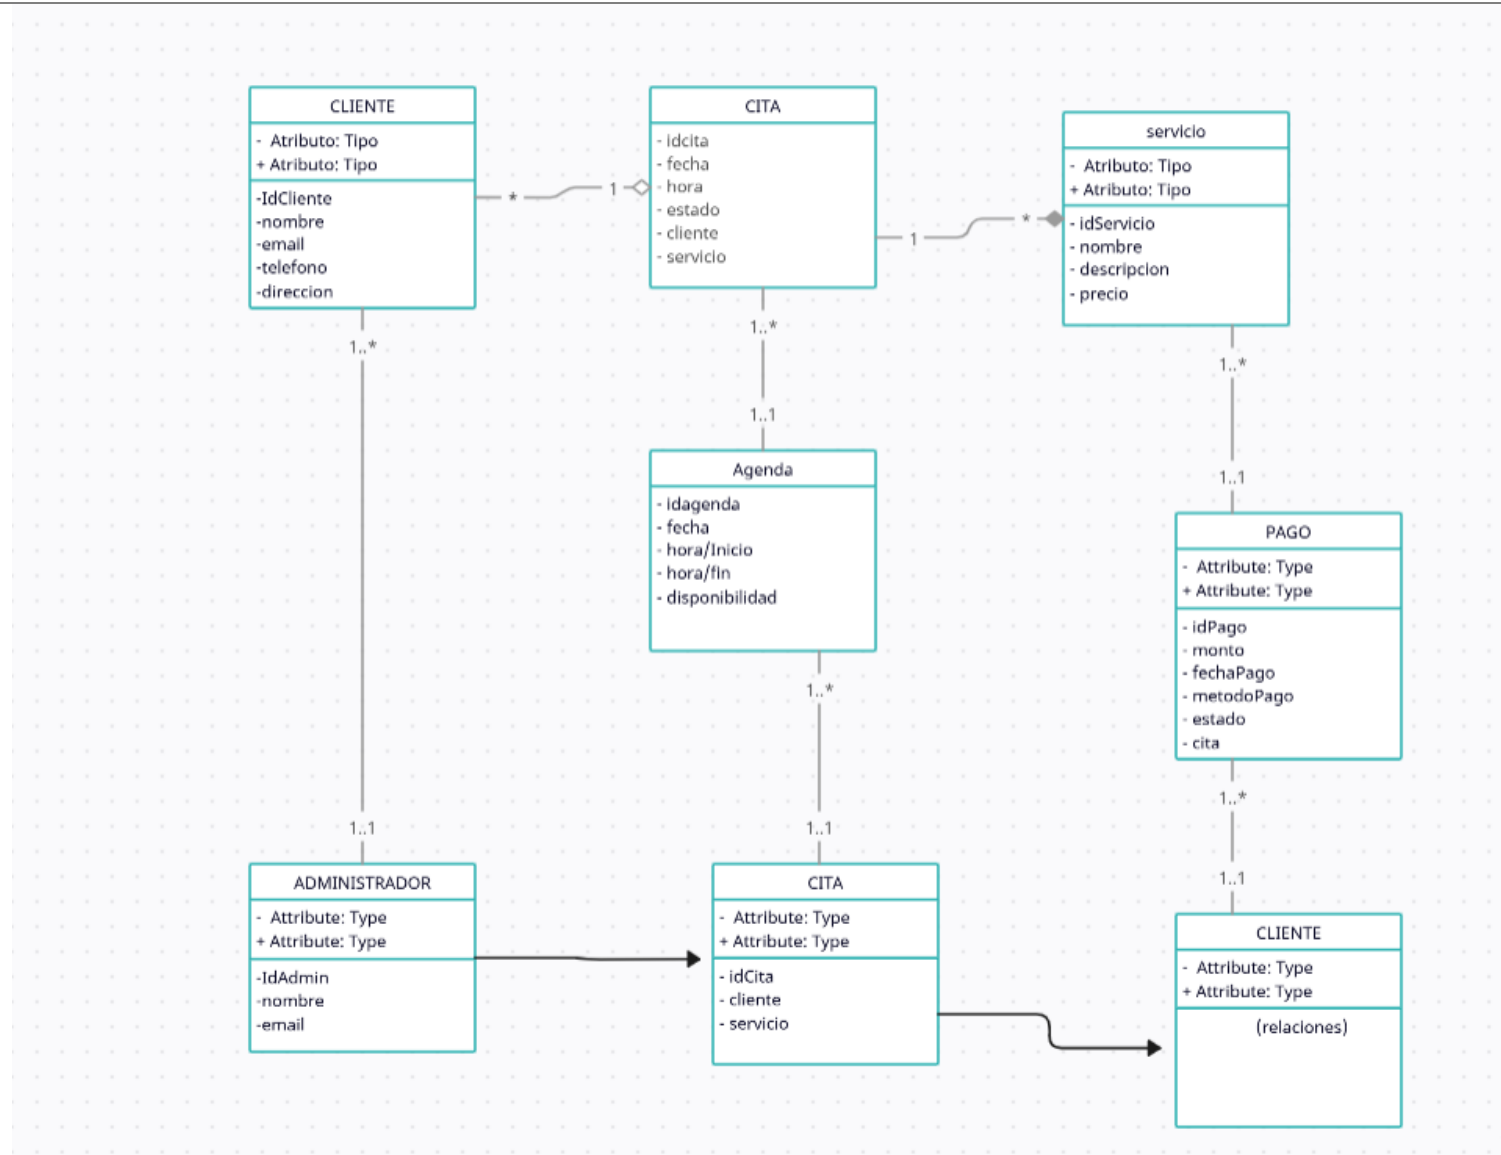 CLIENTE
- Atributo: Tipo
+ Atributo: Tipo
-IdCliente
-nombre
-email
-telefono
-direccion
*
1
CITA
- idcita
- fecha
- hora
- estado
- cliente
- servicio
1
*
servicio
- Atributo: Tipo
+ Atributo: Tipo
- idServicio
- nombre
- descripcion
- precio
1..*
1..*
1..1
1..*
1..1
Agenda
- idagenda
- fecha
- hora/Inicio
- hora/fin
- disponibilidad
PAGO
- Attribute: Type
+ Attribute: Type
- idPago
- monto
- fechaPago
- metodoPago
- estado
- cita
1..*
1..1
1..1
1..*
1..1
ADMINISTRADOR
- Attribute: Type
+ Attribute: Type
-IdAdmin
-nombre
-email
CITA
- Attribute: Type
+ Attribute: Type
- idCita
- cliente
- servicio
CLIENTE
- Attribute: Type
+ Attribute: Type
(relaciones)